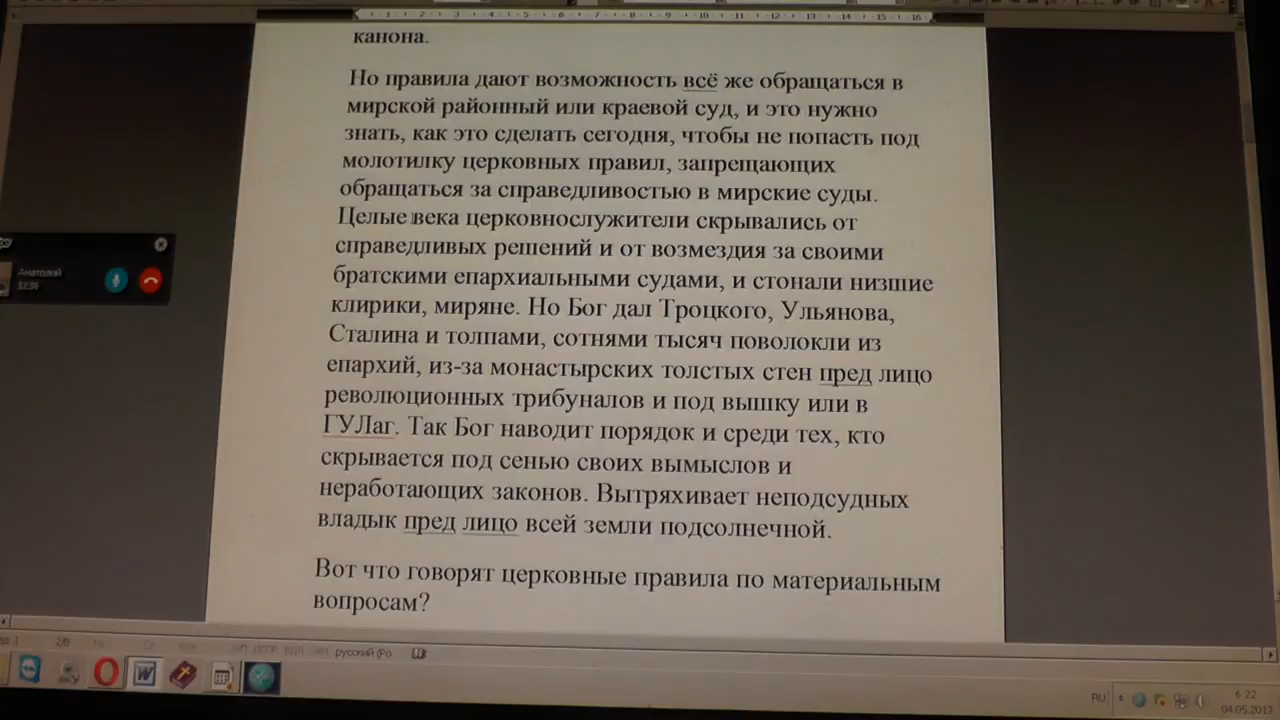 канона.
Но правила дают возможность всё же обращаться в
мирской районный или краевой суд, и это нужно
знать, как это сделать сегодня, чтобы не попасть под
молотилку церковных правил, запрещающих
обращаться за справедливостью в мирские суды.
Целые века церковнослужители скрывались от
справедливых решений и от возмездия за своими
братскими епархиальными судами, и стонали низшие
клирики, миряне. Но Бог дал Троцкого, Ульянова,
Сталина и толпами, сотнями тысяч поволокли из
епархий, из-за монастырских толстых стен пред лицо
революционных трибуналов и под вышку или в
ГУЛаг. Так Бог наводит порядок и среди тех, кто
скрывается под сенью своих вымыслов и
неработающих законов. Вытряхивает неподсудных
владык пред лицо всей земли подсолнечной.
Вот что говорят церковные правила по материальным
вопросам?
Анатолий
русский (Ро
RU
6:22
04.05.2017